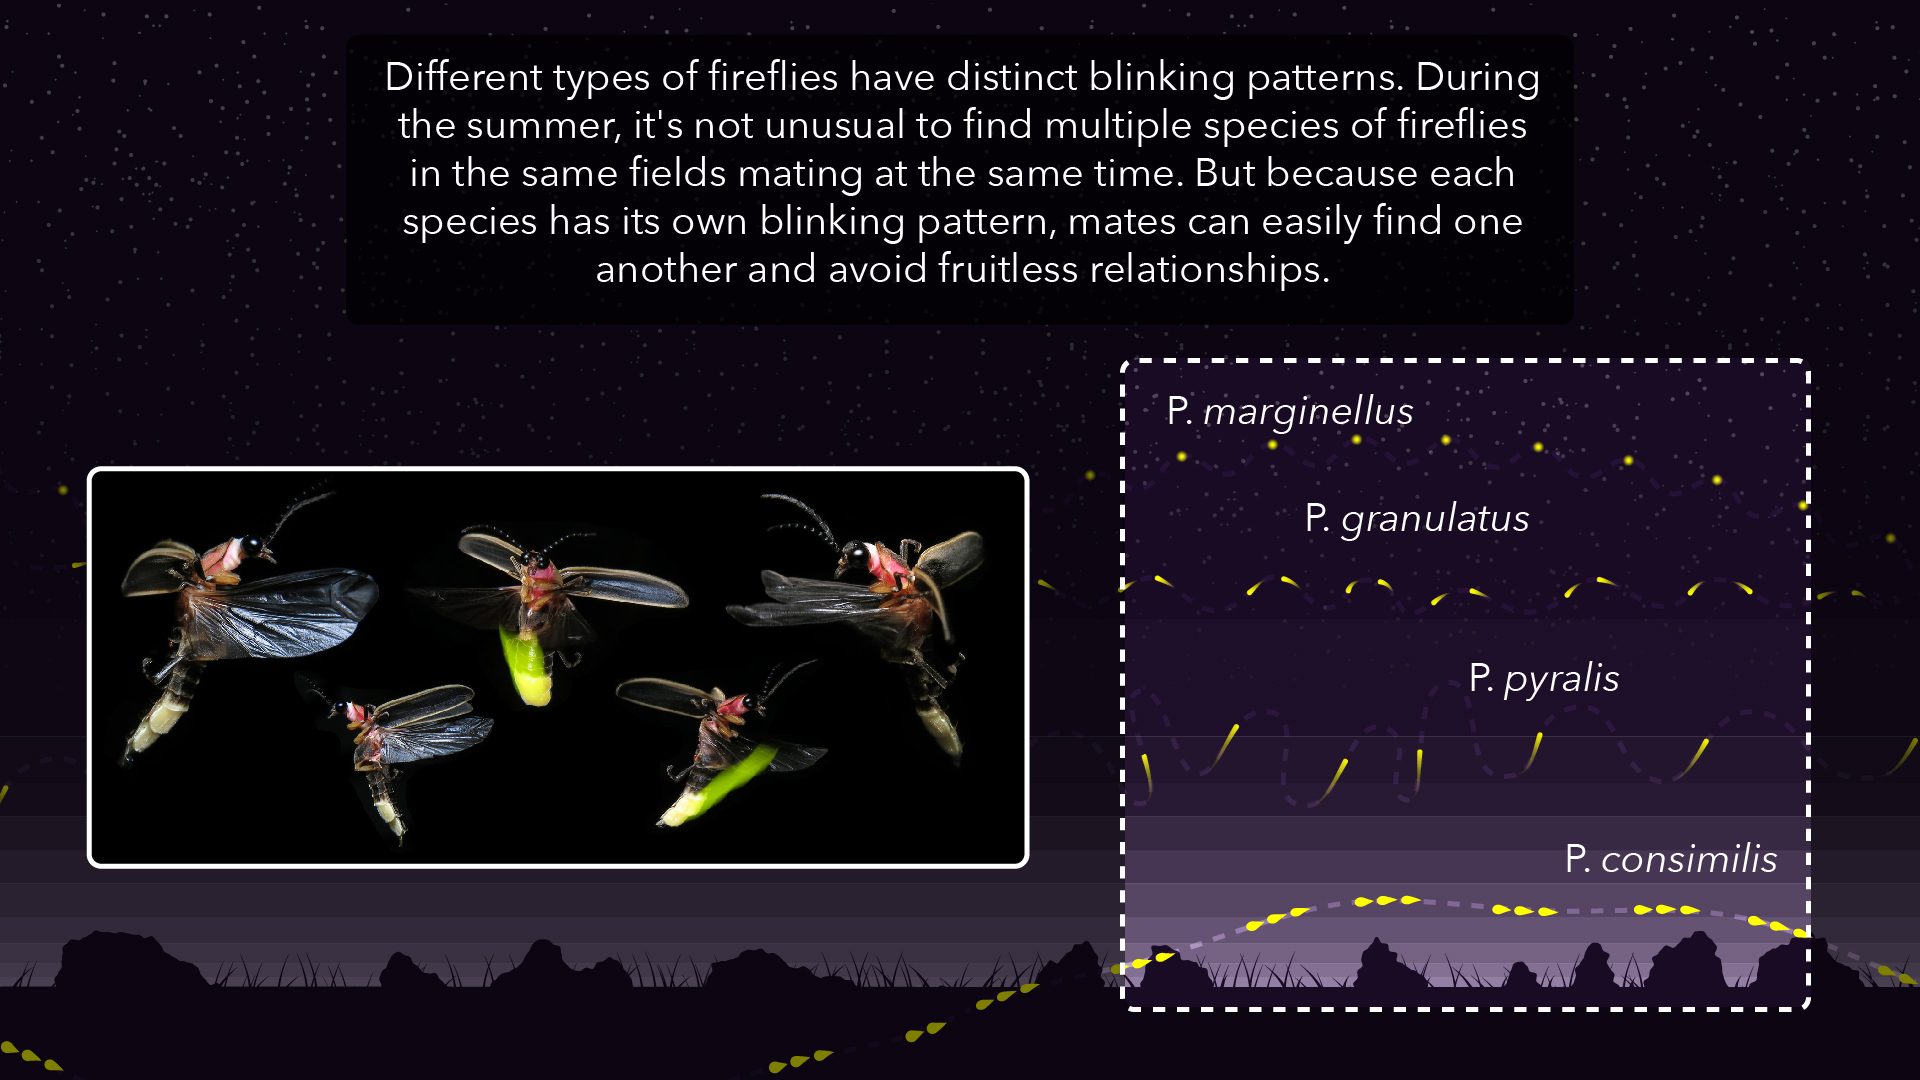 Different types of fireflies have distinct blinking patterns. During
the summer, it's not unusual to find multiple species of fireflies
in the same fields mating at the same time. But because each
species has its own blinking pattern, mates can easily find one
another and avoid fruitless relationships.
P. marginellus
P. granulatus
P. pyralis
P. consimilis